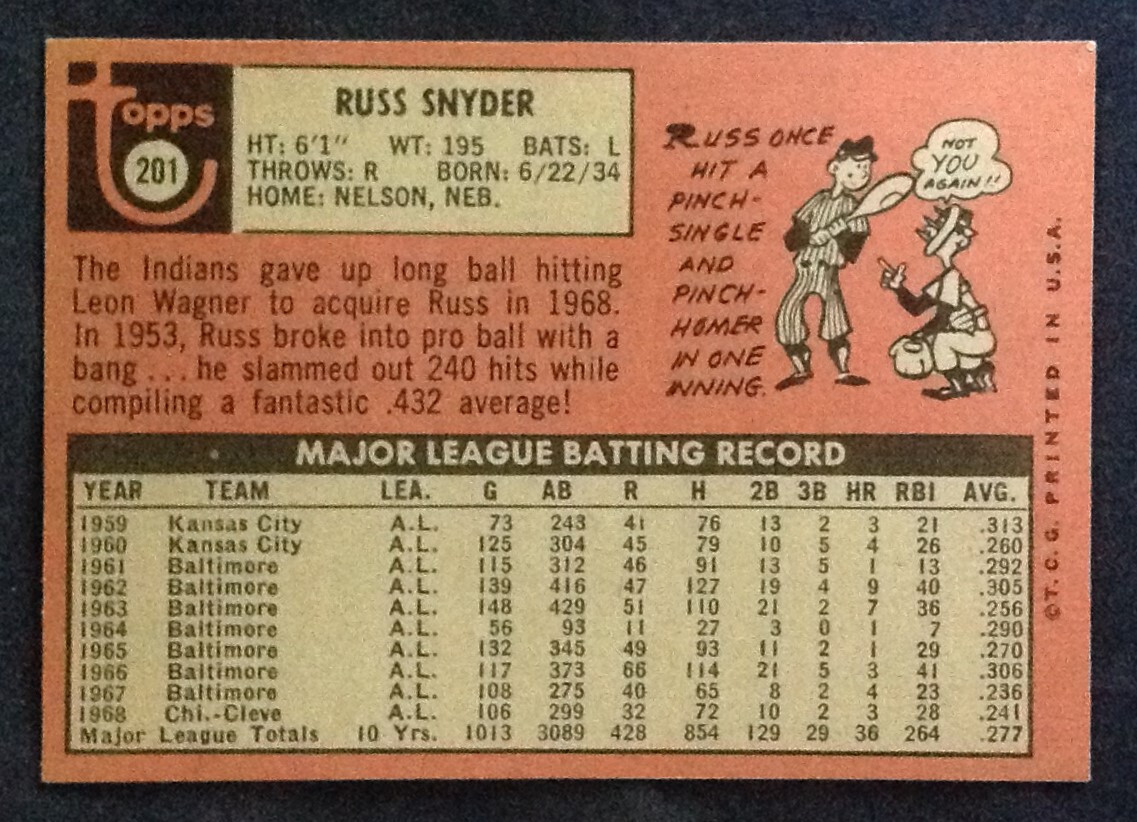 Topps
201
RUSS SNYDER
HT: 6'1" WT: 195 BATS: L
THROWS: R BORN: 6/22/34
HOME: NELSON, NEB.
The Indians gave up long ball hitting
Leon Wagner to acquire Russ in 1968.
In 1953, Russ broke into pro ball with a
bang . . . he slammed out 240 hits while
compiling a fantastic .432 average!
RUSS ONCE
HIT A
PINCH-
SINGLE
AND
PINCH-
HOMER
IN ONE
INNING.
NOT
YOU
AGAIN!!
©T. C. G. PRINTED IN U.S.A.
MAJOR LEAGUE BATTING RECORD
YEAR TEAM LEA. G AB R H 2B 3B HR RBI AVG.
1959 Kansas City A.L. 73 243 41 76 13 2 3 21 .313
1960 Kansas City A.L. 125 304 45 79 10 5 4 26 .260
1961 Baltimore A.L. 115 312 46 91 13 5 1 13 .292
1962 Baltimore A.L. 139 416 47 127 19 4 9 40 .305
1963 Baltimore A.L. 148 429 51 110 21 2 7 36 .256
1964 Baltimore A.L. 56 93 11 27 3 0 1 7 .290
1965 Baltimore A.L. 132 345 49 93 11 2 1 29 .270
1966 Baltimore A.L. 117 373 66 114 21 5 3 41 .306
1967 Baltimore A.L. 108 275 40 65 8 2 4 23 .236
1968 Chi.-Cleve A.L. 106 299 32 72 10 2 3 28 .241
Major League Totals 10 Yrs. 1013 3089 428 854 129 29 36 264 .277